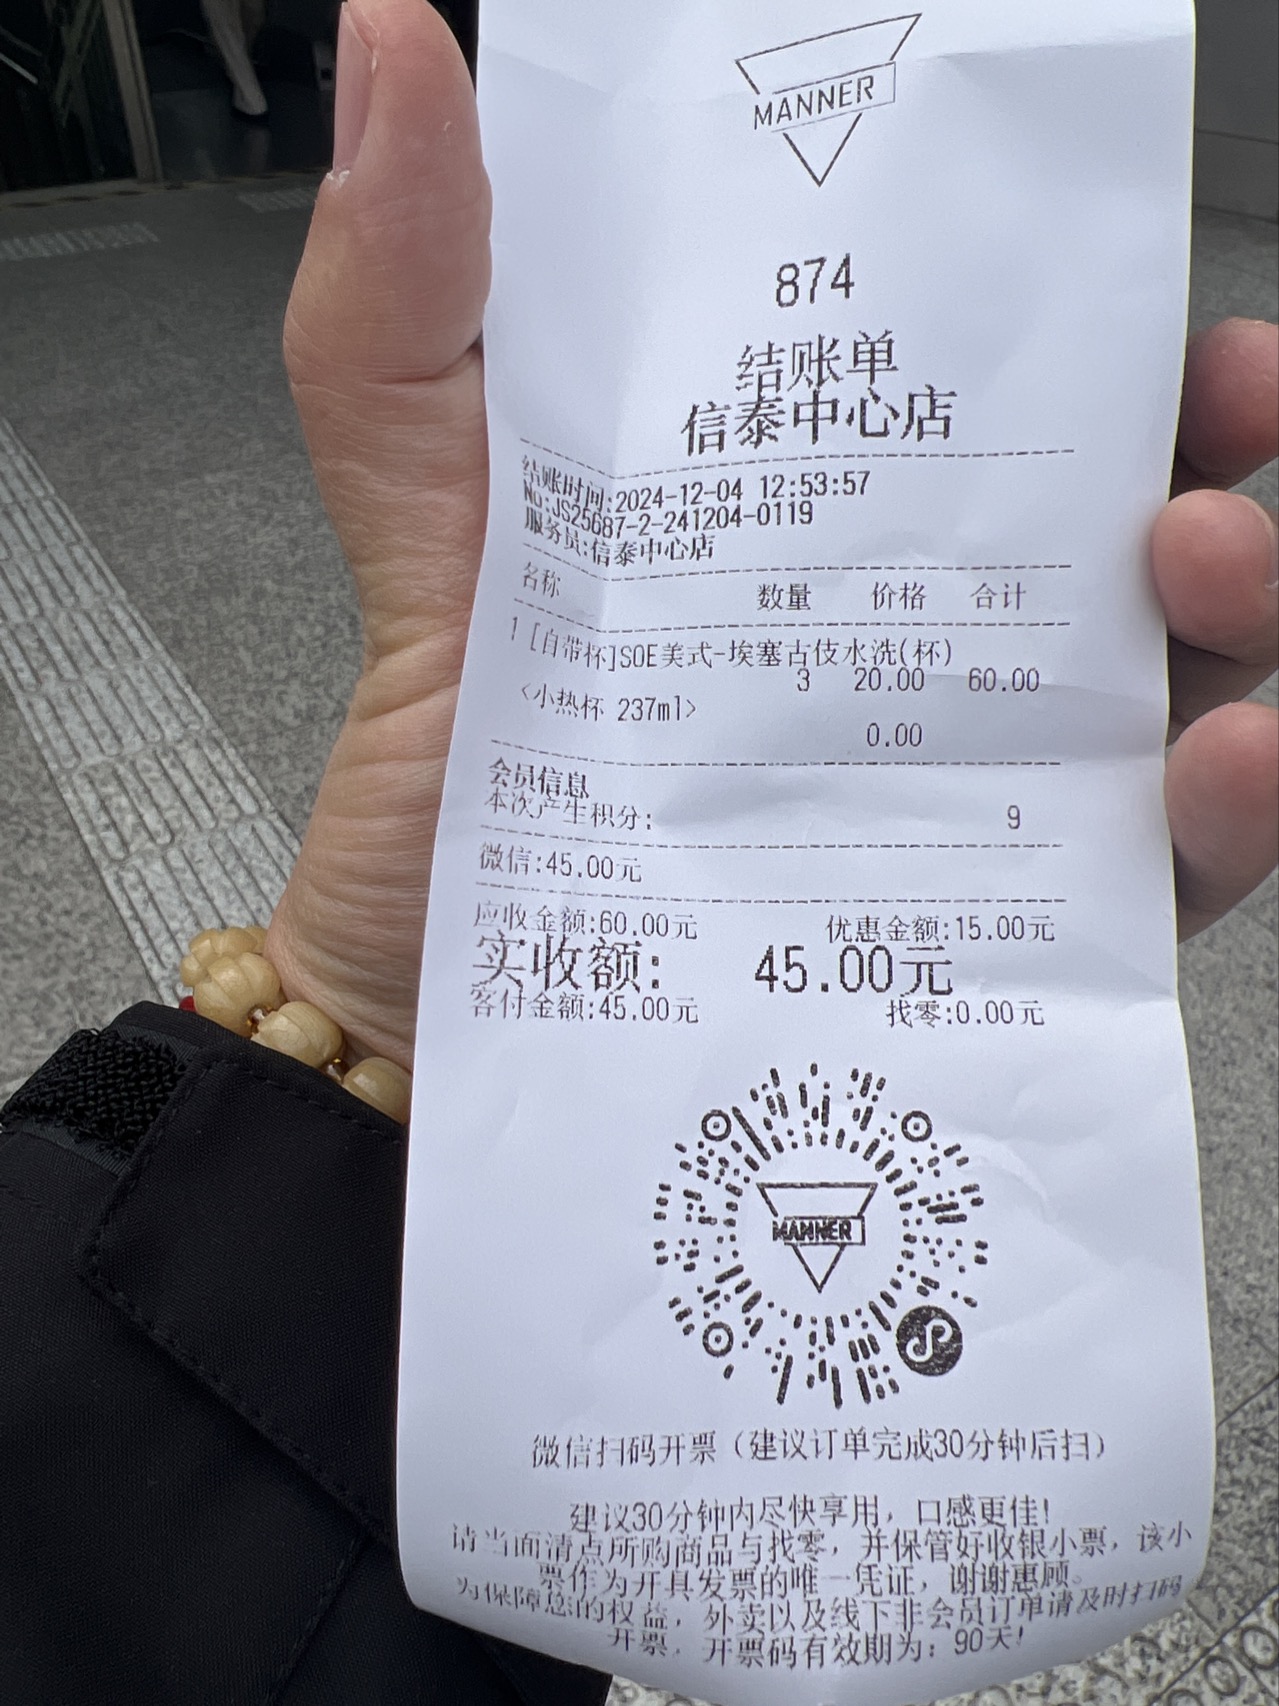 MANNER
874
结账单
信泰中心店
结账时间:2024-12-04 12:53:57
No:JS25687-2-241204-0119
服务员:信泰中心店
名称 数量 价格 合计
1 [自带杯]SOE美式-埃塞古伎水洗(杯)
3 20.00 60.00
<小热杯 237ml>
0.00
会员信息
本次产生积分: 9
微信:45.00元
应收金额:60.00元 优惠金额:15.00元
实收额: 45.00元
客付金额:45.00元 找零:0.00元
MANNER
微信扫码开票（建议订单完成30分钟后扫）
建议30分钟内尽快享用，口感更佳！
请当面清点所购商品与找零，并保管好收银小票，该小
票作为开具发票的唯一凭证，谢谢惠顾。
为保障您的权益，外卖以及线下非会员订单请及时扫码
开票，开票码有效期为：90天！